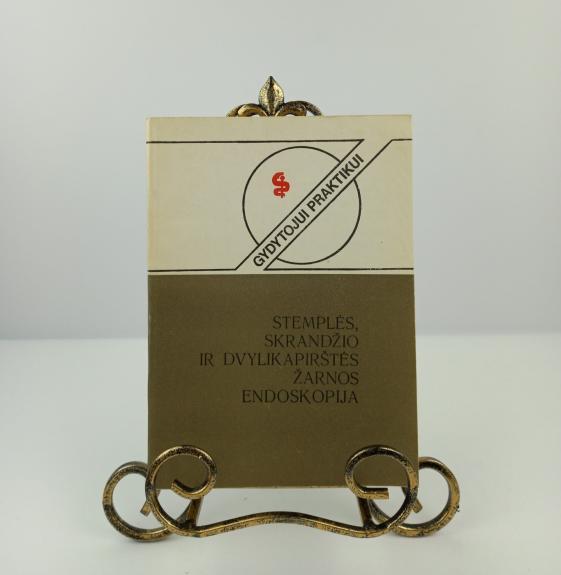 GYDYTOJUI PRAKTIKUI
STEMPLĖS,
SKRANDŽIO
IR DVYLIKAPIRŠTĖS
ŽARNOS
ENDOSKOPIJA